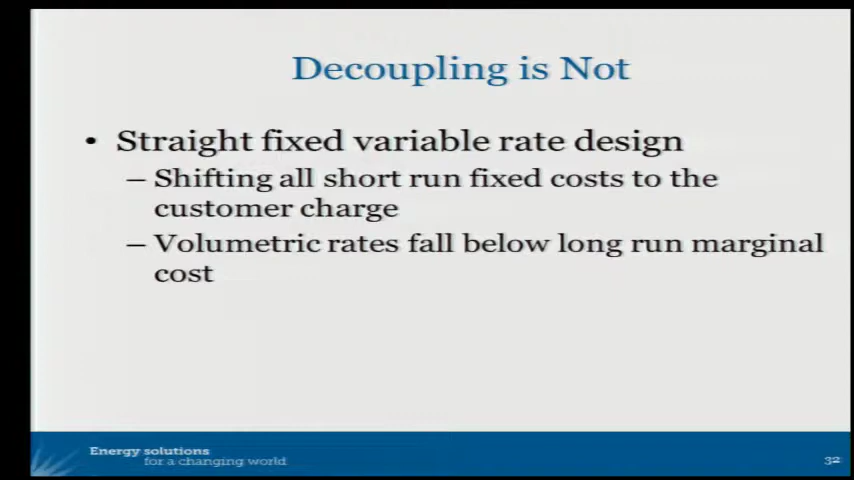 Decoupling is Not
• Straight fixed variable rate design
– Shifting all short run fixed costs to the
customer charge
– Volumetric rates fall below long run marginal
cost
Energy solutions
for a changing world
32